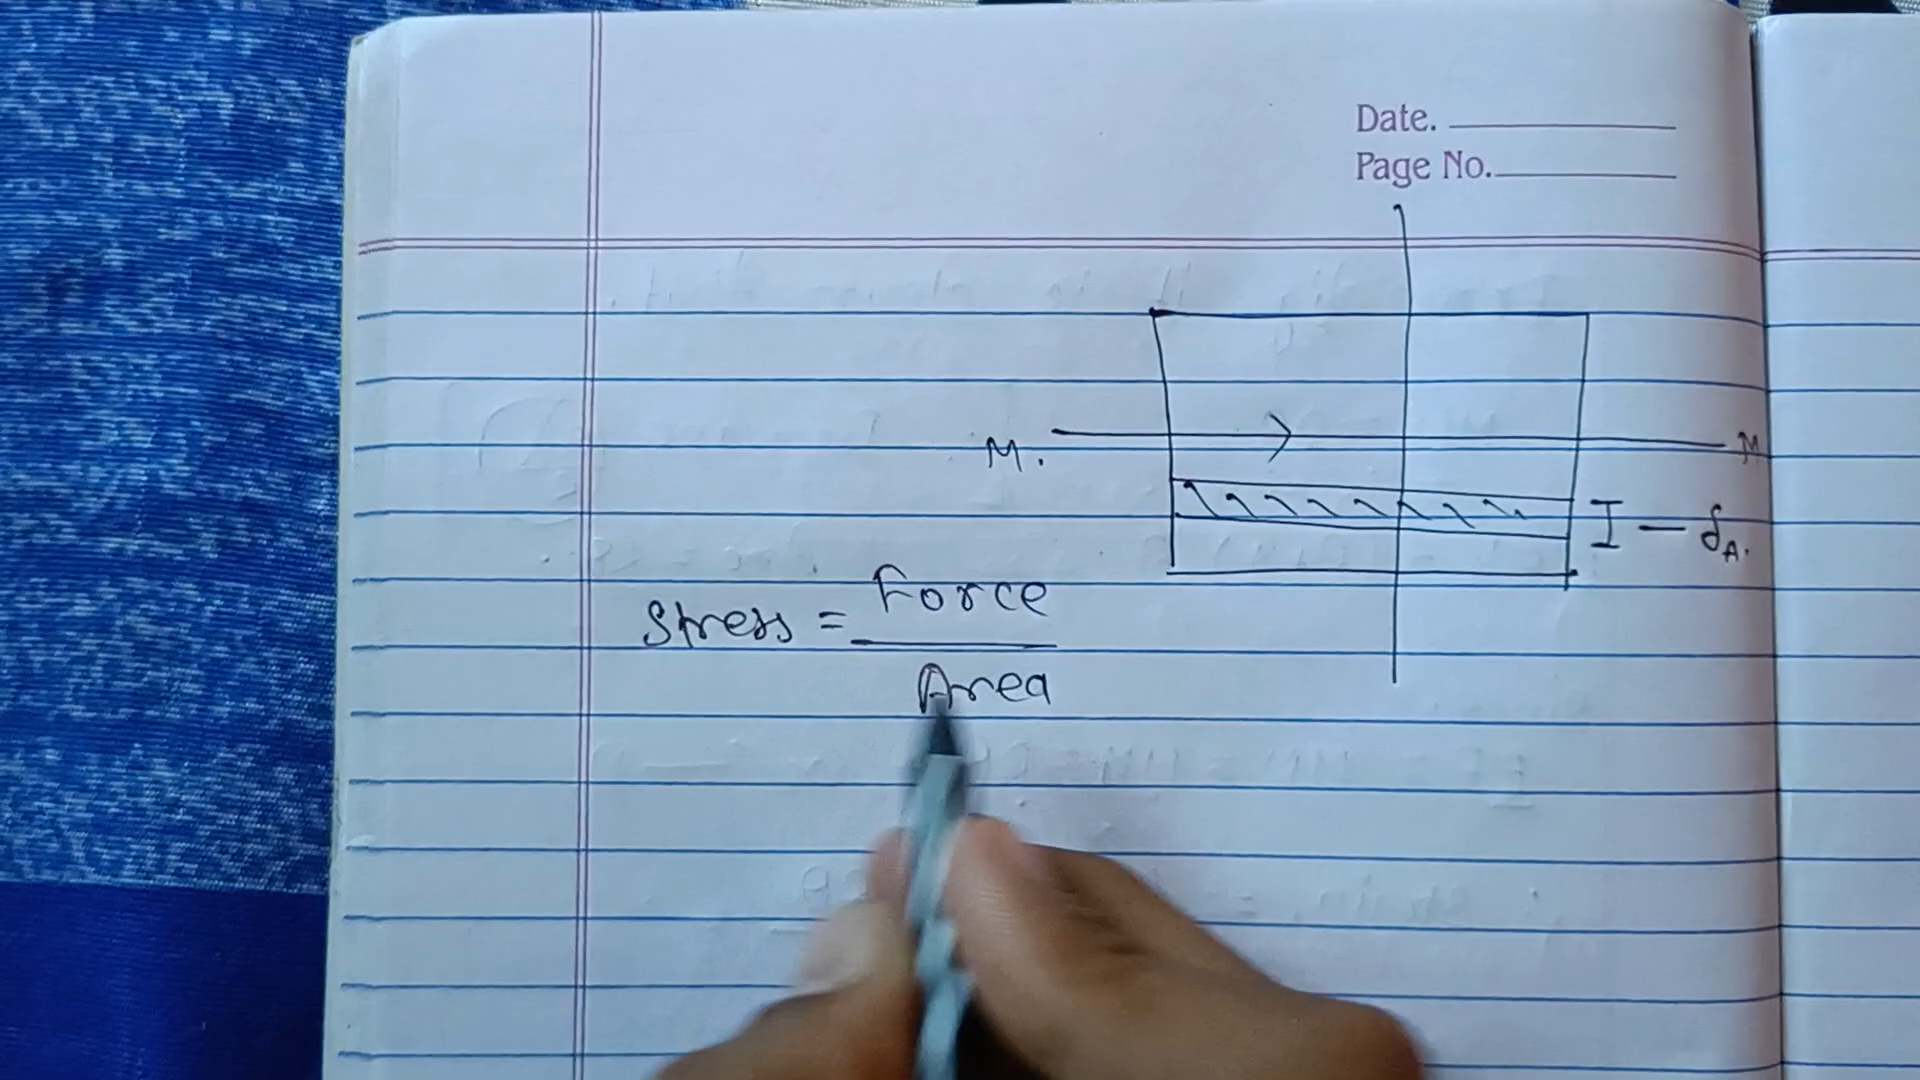 Date.
Page No.
M. M
I - δA.
Stress = Force
Area